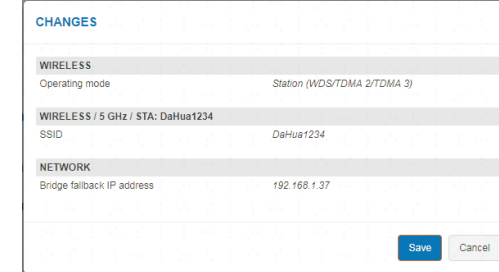 CHANGES
WIRELESS
Operating mode Station (WDS/TDMA 2/TDMA 3)
WIRELESS / 5 GHz / STA: DaHua1234
SSID DaHua1234
NETWORK
Bridge fallback IP address 192.168.1.37
Save Cancel